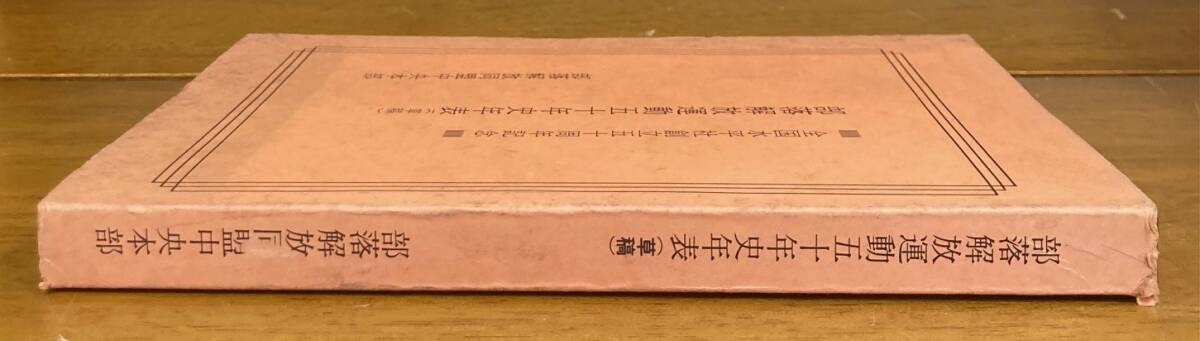 ■全国水平社創立五十周年記念■
部落解放運動五十年史年表(草稿)
部落解放同盟中央本部
部落解放運動五十年史年表(草稿)
部落解放同盟中央本部